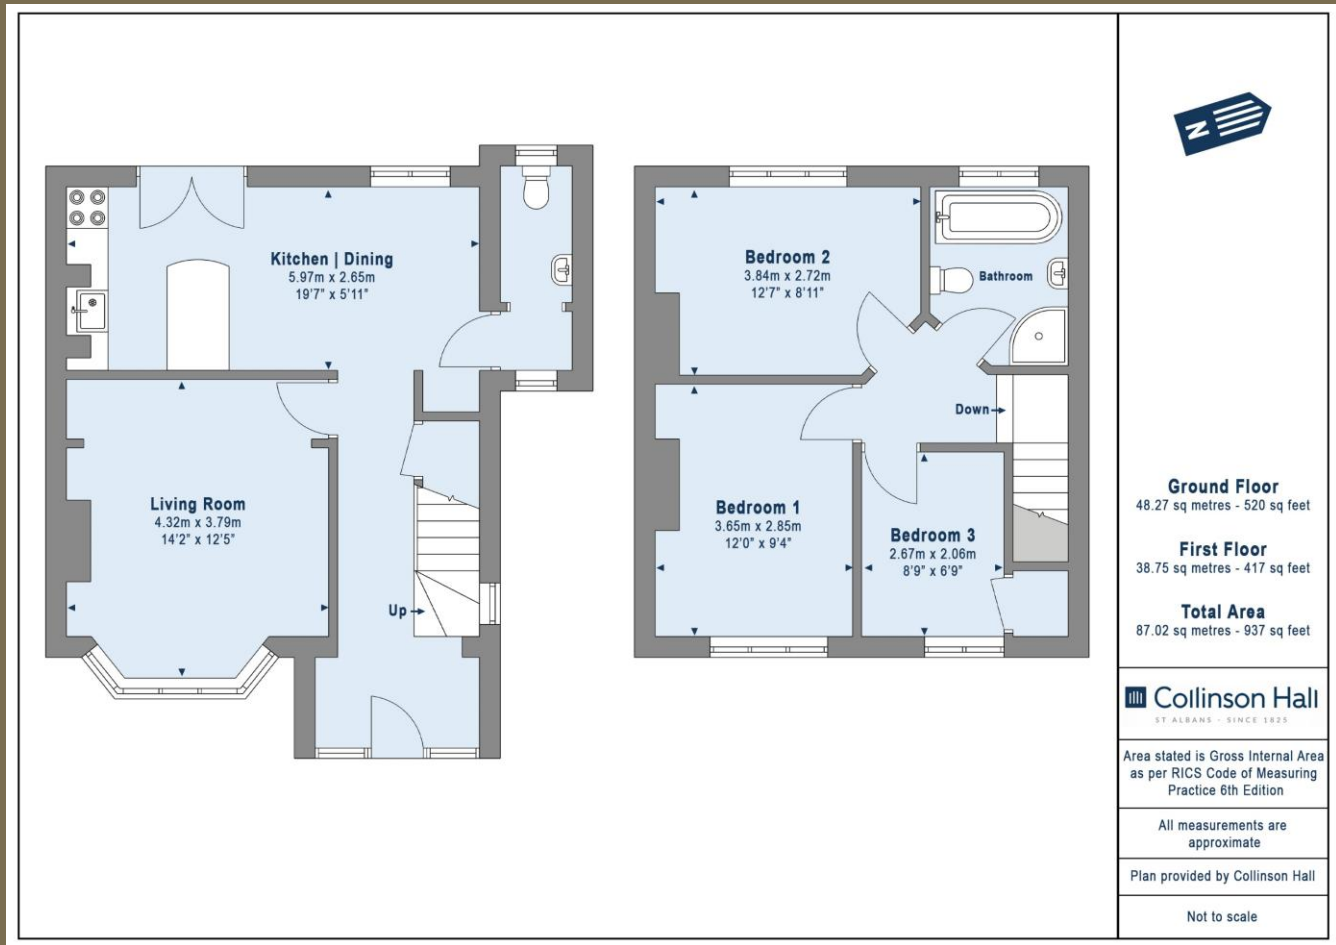 N
Kitchen | Dining
5.97m x 2.65m
19'7" x 5'11"
Living Room
4.32m x 3.79m
14'2" x 12'5"
Up
Bedroom 2
3.84m x 2.72m
12'7" x 8'11"
Bathroom
Down
Bedroom 1
3.65m x 2.85m
12'0" x 9'4"
Bedroom 3
2.67m x 2.06m
8'9" x 6'9"
Ground Floor
48.27 sq metres - 520 sq feet
First Floor
38.75 sq metres - 417 sq feet
Total Area
87.02 sq metres - 937 sq feet
Collinson Hall
ST ALBANS - SINCE 1825
Area stated is Gross Internal Area
as per RICS Code of Measuring
Practice 6th Edition
All measurements are
approximate
Plan provided by Collinson Hall
Not to scale